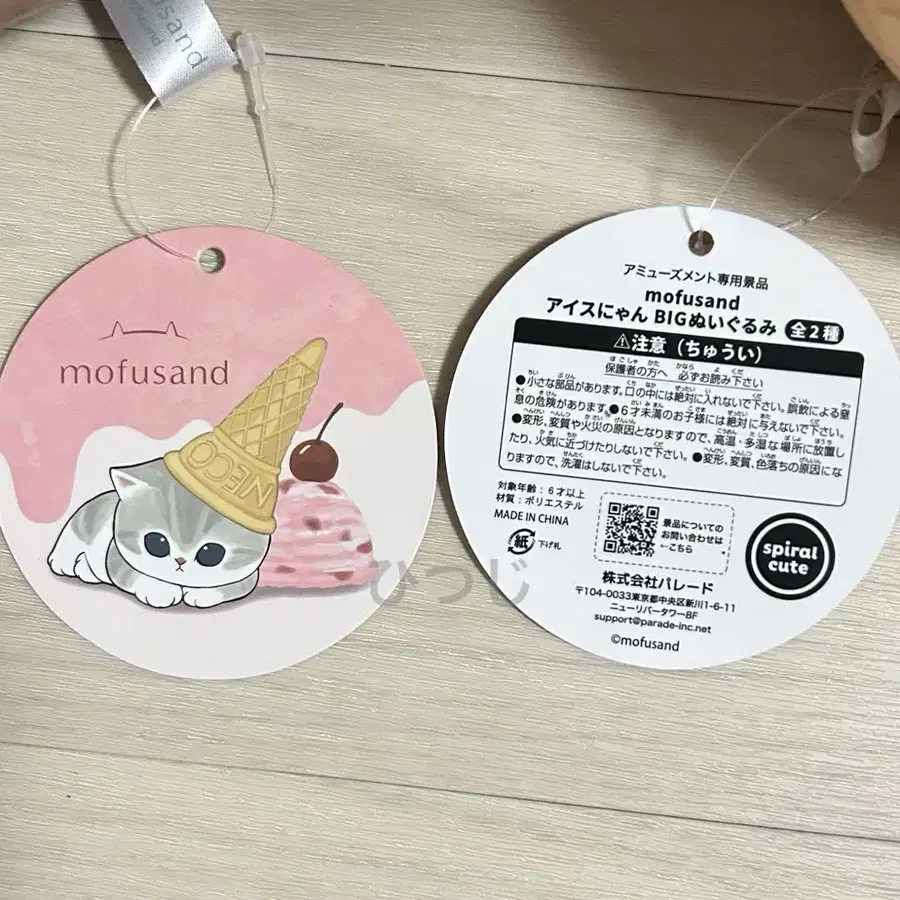 mofusand
mofusand
NECO
アミューズメント専用景品
mofusand
アイスにゃん BIGぬいぐるみ 全2種
⚠注意（ちゅうい）
保護者の方へ 必ずお読み下さい
●小さな部品があります。口の中には絶対に入れないで下さい。誤飲による窒
息の危険があります。●6才未満のお子様には絶対に与えないで下さい。
●変形、変質や火災の原因となりますので、高温・多湿な場所に放置し
たり、火気に近づけたりしないで下さい。●変形、変質、色落ちの原因にな
りますので、洗濯はしないで下さい。
対象年齢：6才以上
材質：ポリエステル
MADE IN CHINA
紙 下げ札
景品についての
お問い合わせは
←こちら
spiral
cute
株式会社パレード
〒104-0033東京都中央区新川1-6-11
ニューリバータワー8F
support@parade-inc.net
©mofusand
ひつじ